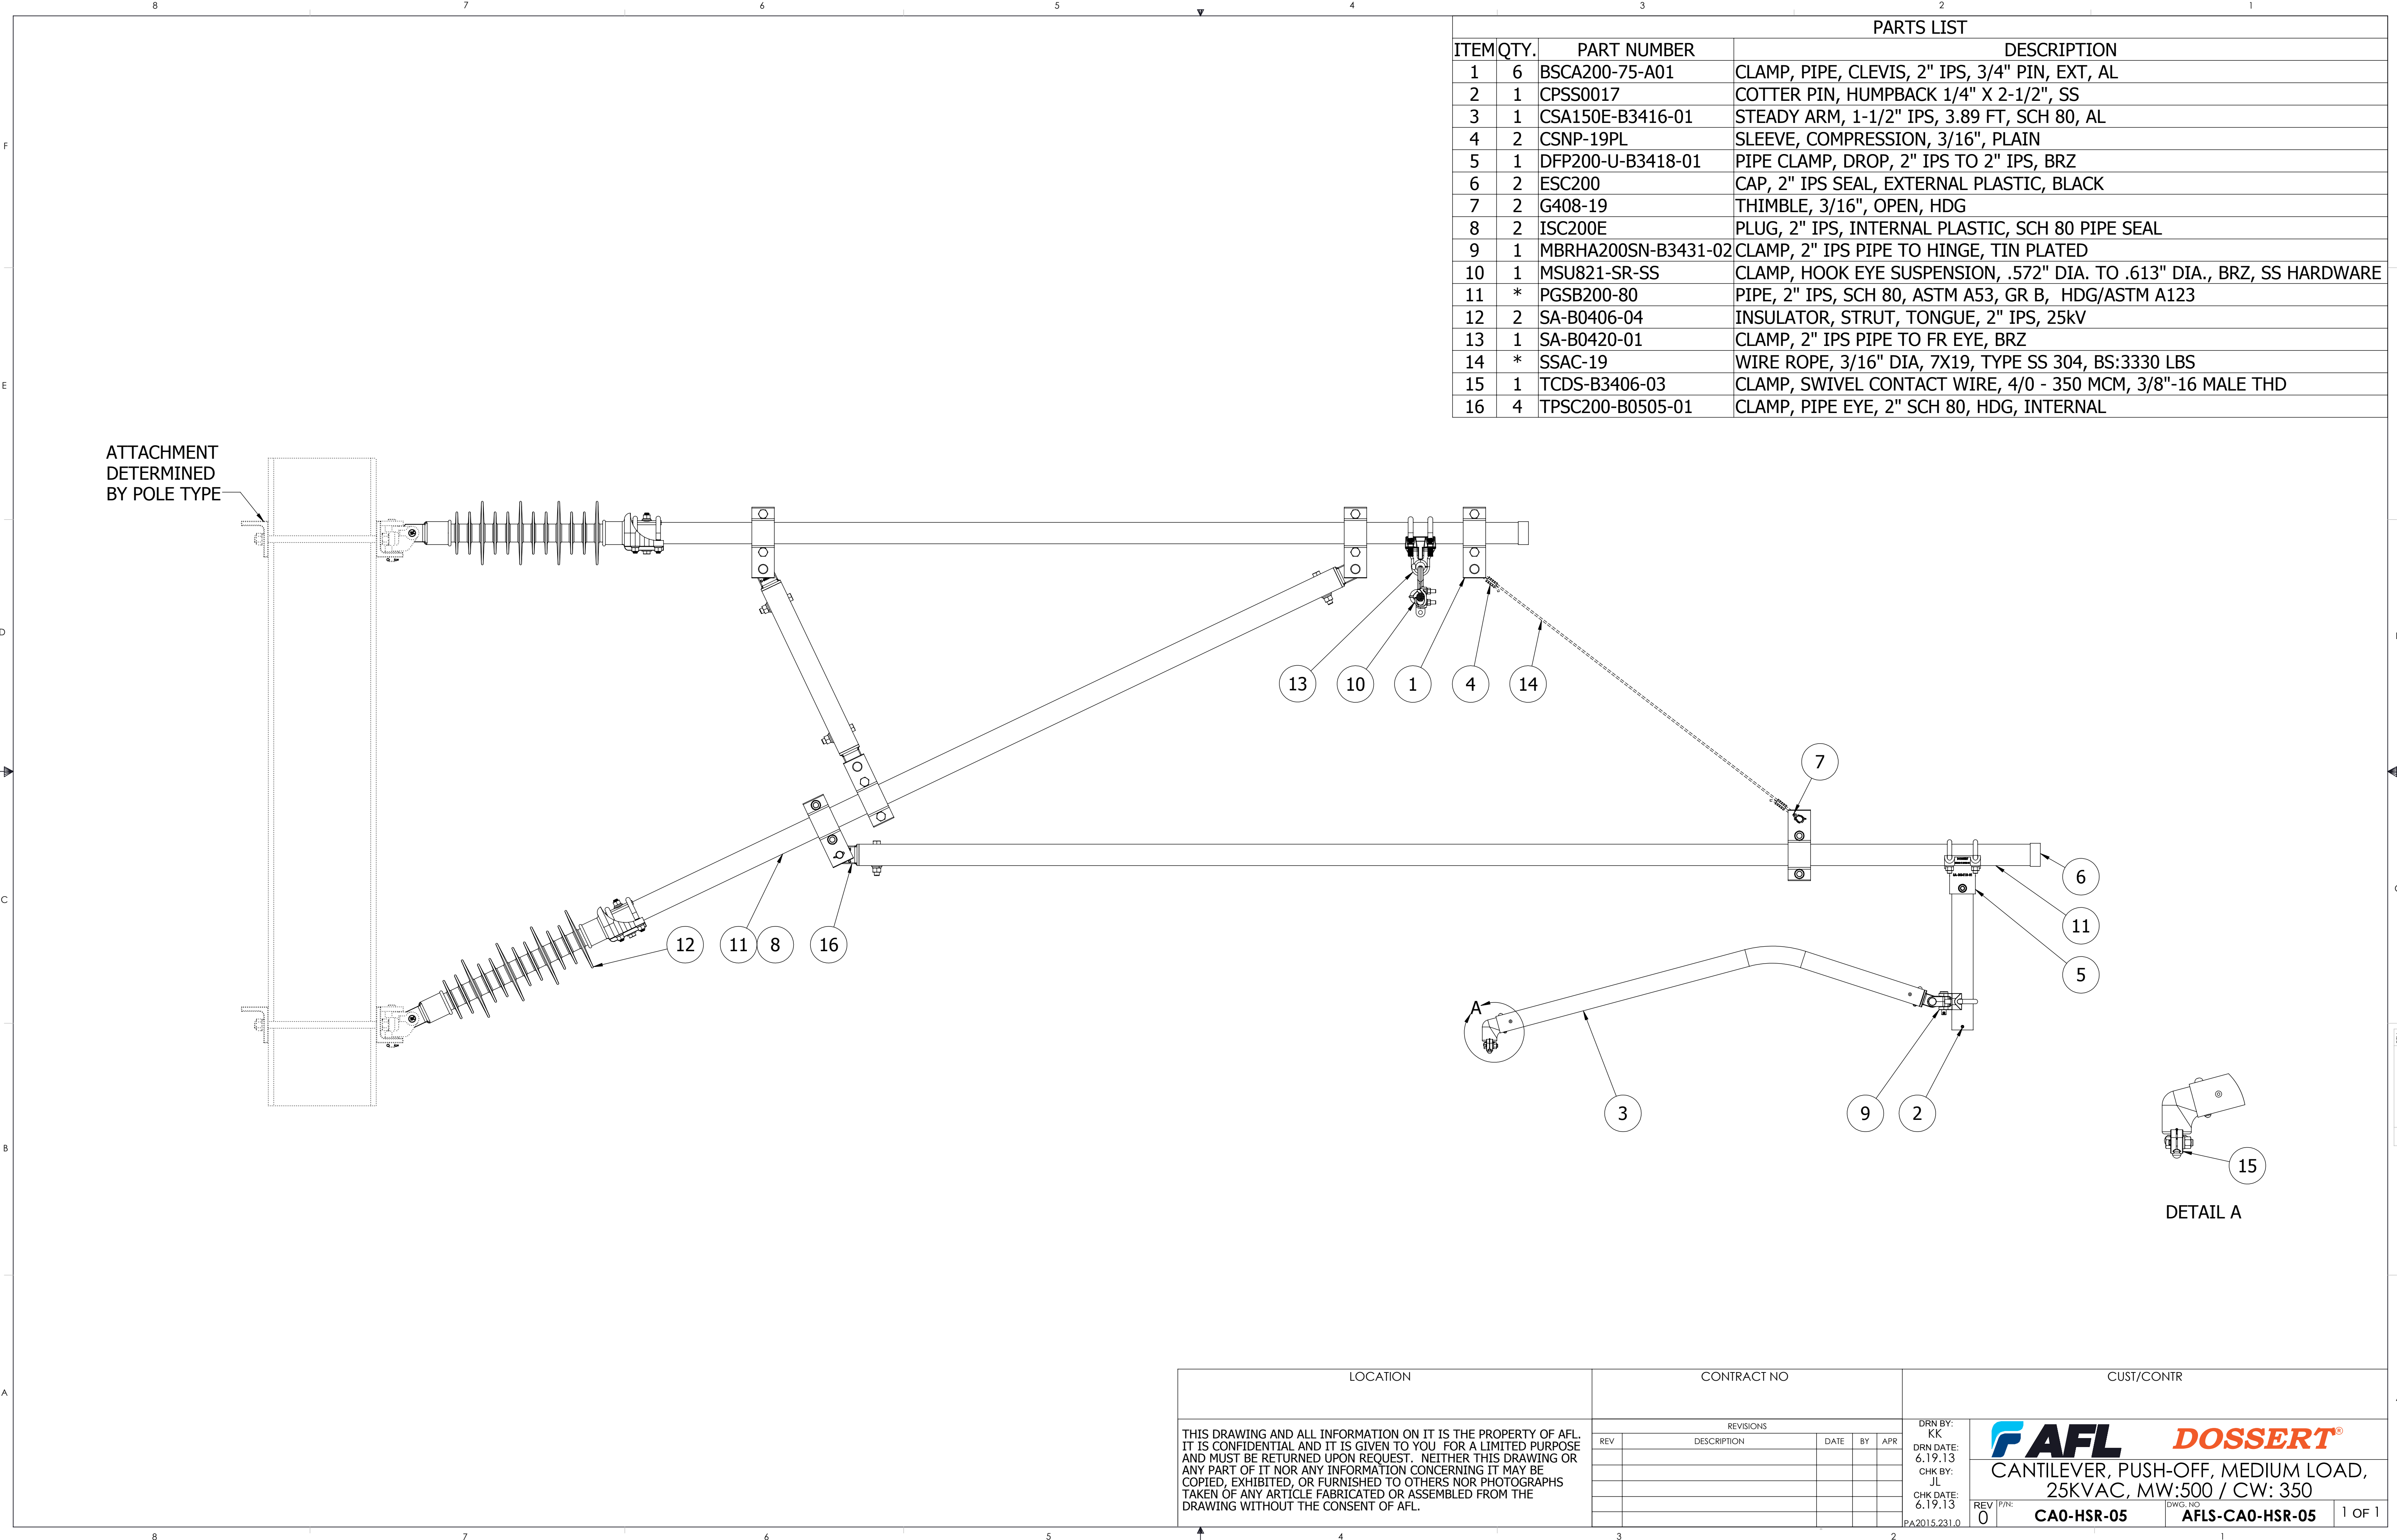 8 7 6 5 4 3 2 1
PARTS LIST
ITEM QTY. PART NUMBER DESCRIPTION
1 6 BSCA200-75-A01 CLAMP, PIPE, CLEVIS, 2" IPS, 3/4" PIN, EXT, AL
2 1 CPSS0017 COTTER PIN, HUMPBACK 1/4" X 2-1/2", SS
3 1 CSA150E-B3416-01 STEADY ARM, 1-1/2" IPS, 3.89 FT, SCH 80, AL
4 2 CSNP-19PL SLEEVE, COMPRESSION, 3/16", PLAIN
5 1 DFP200-U-B3418-01 PIPE CLAMP, DROP, 2" IPS TO 2" IPS, BRZ
6 2 ESC200 CAP, 2" IPS SEAL, EXTERNAL PLASTIC, BLACK
7 2 G408-19 THIMBLE, 3/16", OPEN, HDG
8 2 ISC200E PLUG, 2" IPS, INTERNAL PLASTIC, SCH 80 PIPE SEAL
9 1 MBRHA200SN-B3431-02 CLAMP, 2" IPS PIPE TO HINGE, TIN PLATED
10 1 MSU821-SR-SS CLAMP, HOOK EYE SUSPENSION, .572" DIA. TO .613" DIA., BRZ, SS HARDWARE
11 * PGSB200-80 PIPE, 2" IPS, SCH 80, ASTM A53, GR B, HDG/ASTM A123
12 2 SA-B0406-04 INSULATOR, STRUT, TONGUE, 2" IPS, 25kV
13 1 SA-B0420-01 CLAMP, 2" IPS PIPE TO FR EYE, BRZ
14 * SSAC-19 WIRE ROPE, 3/16" DIA, 7X19, TYPE SS 304, BS:3330 LBS
15 1 TCDS-B3406-03 CLAMP, SWIVEL CONTACT WIRE, 4/0 - 350 MCM, 3/8"-16 MALE THD
16 4 TPSC200-B0505-01 CLAMP, PIPE EYE, 2" SCH 80, HDG, INTERNAL
F
E
D
C
B
A
ATTACHMENT
DETERMINED
BY POLE TYPE
13 10 1 4 14
7
6
11
5
12 11 8 16
A
3 9 2
15
DETAIL A
LOCATION
CONTRACT NO
CUST/CONTR
THIS DRAWING AND ALL INFORMATION ON IT IS THE PROPERTY OF AFL.
IT IS CONFIDENTIAL AND IT IS GIVEN TO YOU FOR A LIMITED PURPOSE
AND MUST BE RETURNED UPON REQUEST. NEITHER THIS DRAWING OR
ANY PART OF IT NOR ANY INFORMATION CONCERNING IT MAY BE
COPIED, EXHIBITED, OR FURNISHED TO OTHERS NOR PHOTOGRAPHS
TAKEN OF ANY ARTICLE FABRICATED OR ASSEMBLED FROM THE
DRAWING WITHOUT THE CONSENT OF AFL.
REVISIONS
REV DESCRIPTION DATE BY APR
DRN BY:
KK
DRN DATE:
6.19.13
CHK BY:
JL
CHK DATE:
6.19.13
PA2015.231.0
AFL DOSSERT®
CANTILEVER, PUSH-OFF, MEDIUM LOAD,
25KVAC, MW:500 / CW: 350
REV 0
P/N: CA0-HSR-05
DWG. NO AFLS-CA0-HSR-05
1 OF 1
8 7 6 5 4 3 2 1